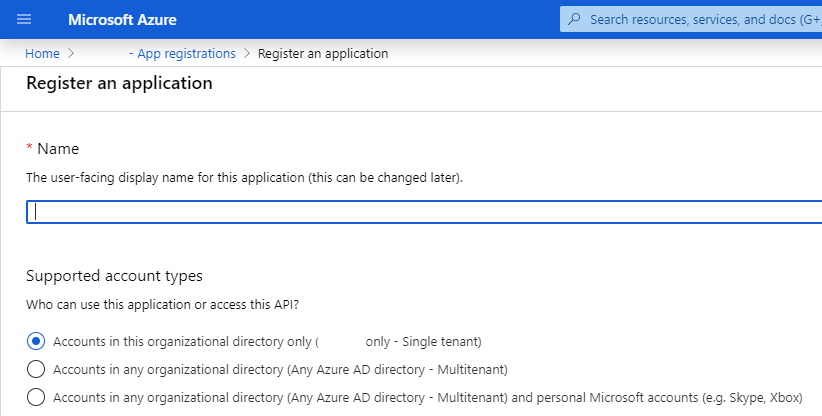 Microsoft Azure
Search resources, services, and docs (G+
Home > - App registrations > Register an application
Register an application
* Name
The user-facing display name for this application (this can be changed later).
Supported account types
Who can use this application or access this API?
Accounts in this organizational directory only ( only - Single tenant)
Accounts in any organizational directory (Any Azure AD directory - Multitenant)
Accounts in any organizational directory (Any Azure AD directory - Multitenant) and personal Microsoft accounts (e.g. Skype, Xbox)